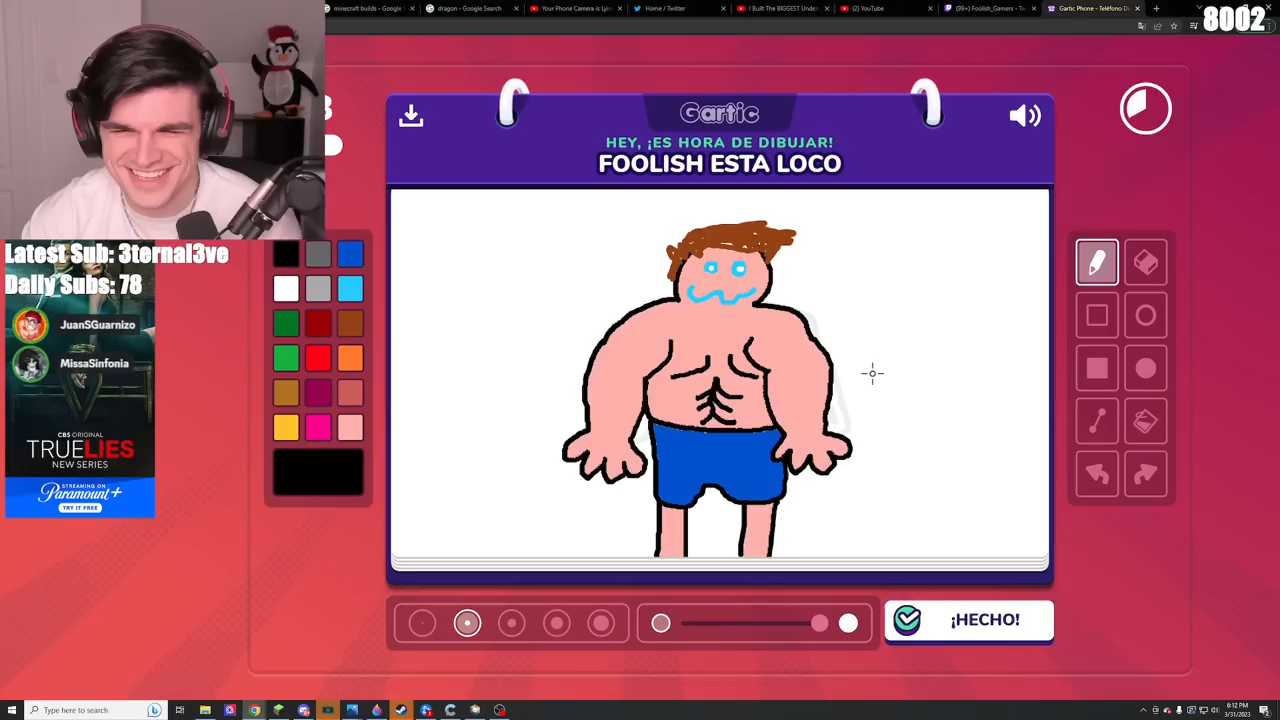 minecraft builds - Google
dragon - Google Search
Your Phone Camera is Lyin
Home / Twitter
I Built The BIGGEST Under
(2) YouTube
(99+) Foolish_Gamers - Tw
Gartic Phone - Teléfono D
8002
Gartic
HEY, ¡ES HORA DE DIBUJAR!
FOOLISH ESTA LOCO
Latest Sub: 3ternal3ve
Daily Subs: 78
JuanSGuarnizo
MissaSinfonia
CBS ORIGINAL
TRUE LIES
NEW SERIES
STREAMING ON
Paramount+
TRY IT FREE
¡HECHO!
Type here to search
6:12 PM
3/31/2023